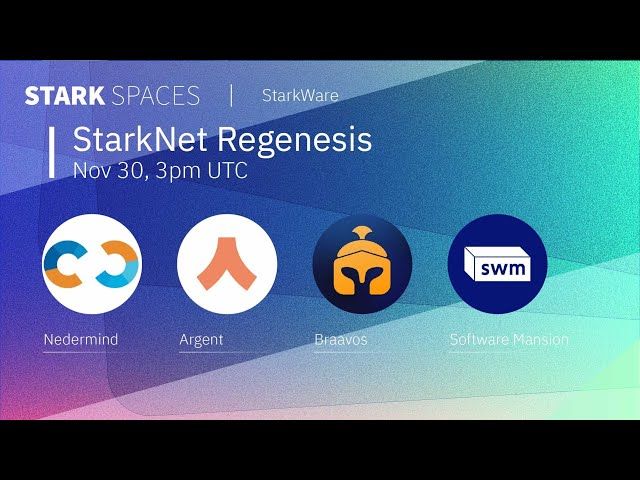 STARK SPACES | StarkWare
StarkNet Regenesis
Nov 30, 3pm UTC
swm
Nedermind Argent Braavos Software Mansion